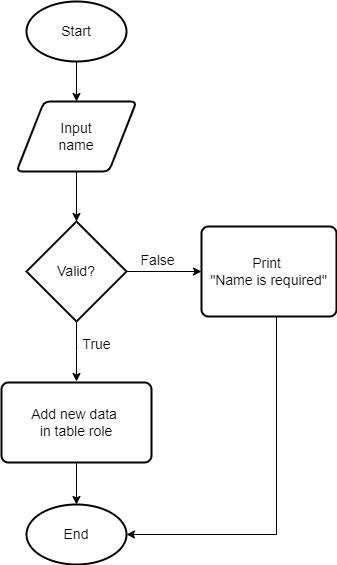 Start
Input
name
Valid?
False
Print
"Name is required"
True
Add new data
in table role
End